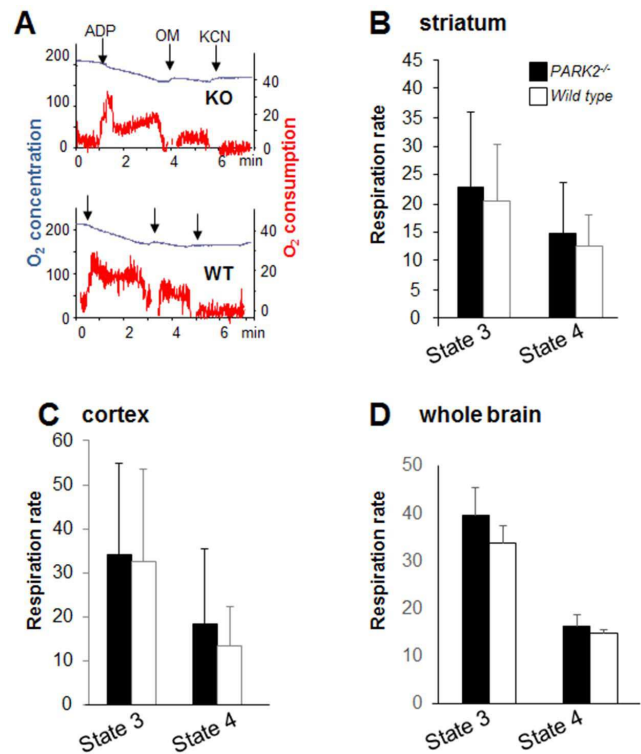 A
ADP OM KCN
200 40
100 20
0 0
KO
2 4 6 min
200 40
100 20
0 0
WT
0 2 4 6 min
O₂ concentration
O₂ consumption
B striatum
PARK2-/-
Wild type
Respiration rate
45
40
35
30
25
20
15
10
5
0
State 3 State 4
C cortex
Respiration rate
60
50
40
30
20
10
0
State 3 State 4
D whole brain
Respiration rate
50
40
30
20
10
0
State 3 State 4